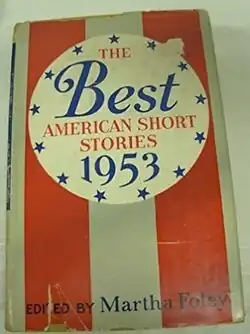 THE
Best
AMERICAN SHORT
STORIES
1953
EDITED BY Martha Foley